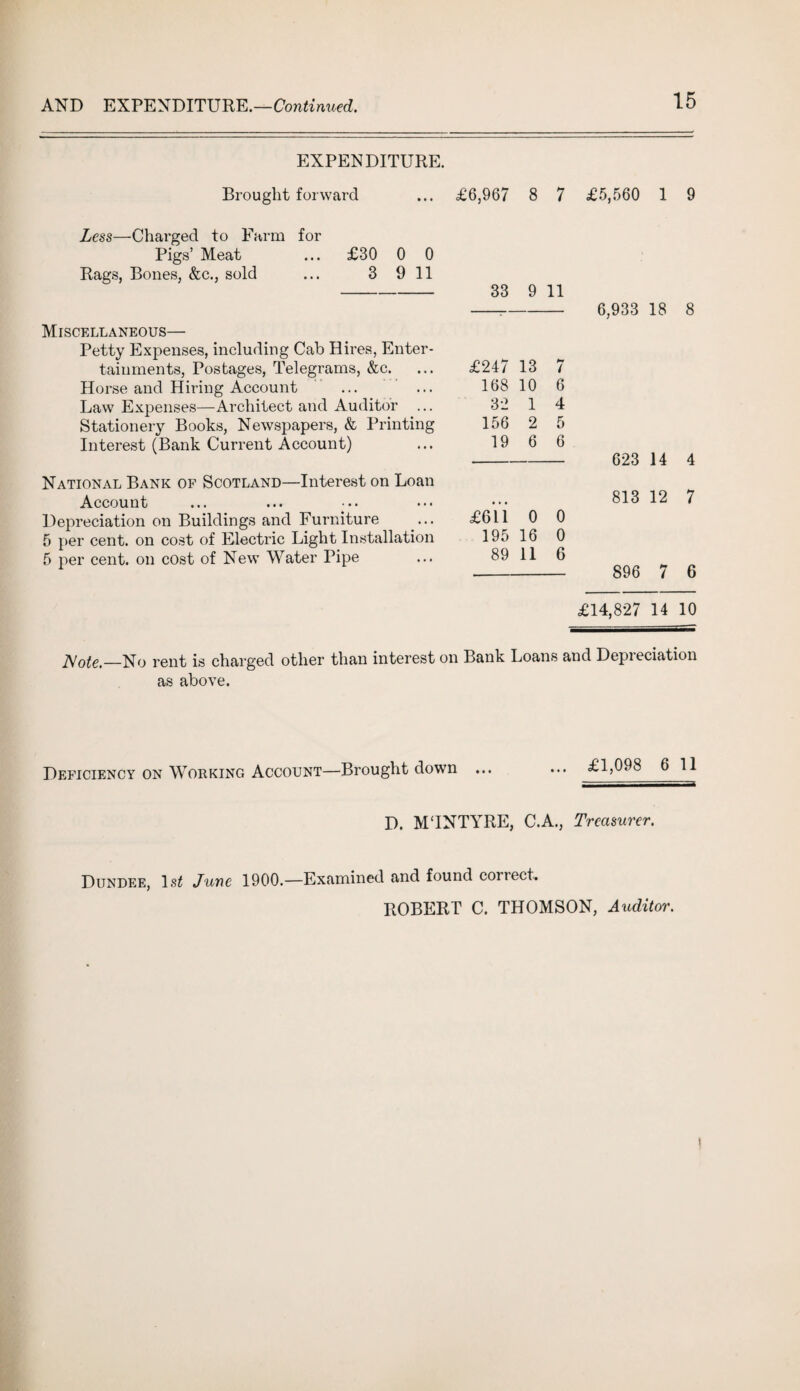 AND EXPENDITURE.—Continued. 15
EXPENDITURE.
Brought forward ... £6,967 8 7 £5,560 1 9
Less—Charged to Farm for
Pigs' Meat ... £30 0 0
Rags, Bones, &c., sold ... 3 9 11
33 9 11
6,933 18 8
MISCELLANEOUS—
Petty Expenses, including Cab Hires, Enter-
tainments, Postages, Telegrams, &c. ... £247 13 7
Horse and Hiring Account ... ... 168 10 6
Law Expenses—Architect and Auditor ... 32 1 4
Stationery Books, Newspapers, & Printing 156 2 5
Interest (Bank Current Account) ... 19 6 6
623 14 4
NATIONAL BANK OF SCOTLAND—Interest on Loan
Account ... ... ... ... ... 813 12 7
Depreciation on Buildings and Furniture ... £611 0 0
5 per cent. on cost of Electric Light Installation 195 16 0
5 per cent. on cost of New Water Pipe ... 89 11 6
896 7 6
£14,827 14 10
Note.—No rent is charged other than interest on Bank Loans and Depreciation
as above.
DEFICIENCY ON WORKING ACCOUNT—Brought down ... ... £1,098 6 11
D. M'INTYRE, C.A., Treasurer.
DUNDEE, 1st June 1900.—Examined and found correct.
ROBERT C. THOMSON, Auditor.